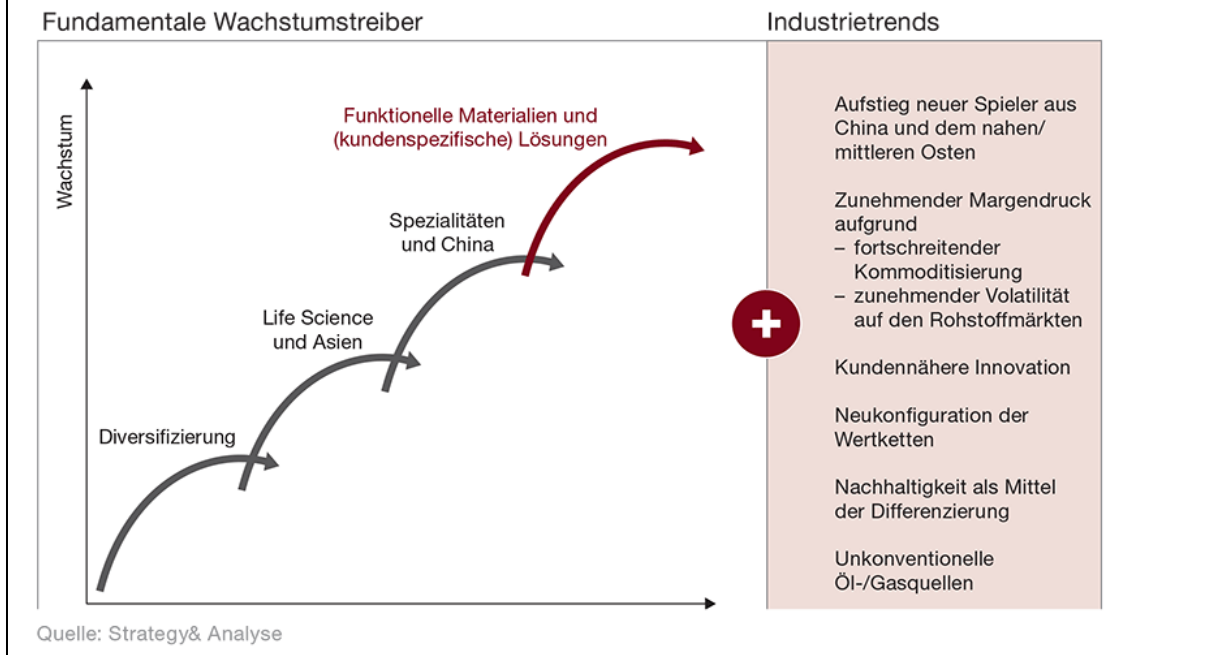 Fundamentale Wachstumstreiber
Wachstum
Funktionelle Materialien und
(kundenspezifische) Lösungen
Spezialitäten
und China
Life Science
und Asien
Diversifizierung
Industrietrends
Aufstieg neuer Spieler aus
China und dem nahen/
mittleren Osten
Zunehmender Margendruck
aufgrund
– fortschreitender
Kommoditisierung
– zunehmender Volatilität
auf den Rohstoffmärkten
Kundennähere Innovation
Neukonfiguration der
Wertketten
Nachhaltigkeit als Mittel
der Differenzierung
Unkonventionelle
Öl-/Gasquellen
Quelle: Strategy& Analyse